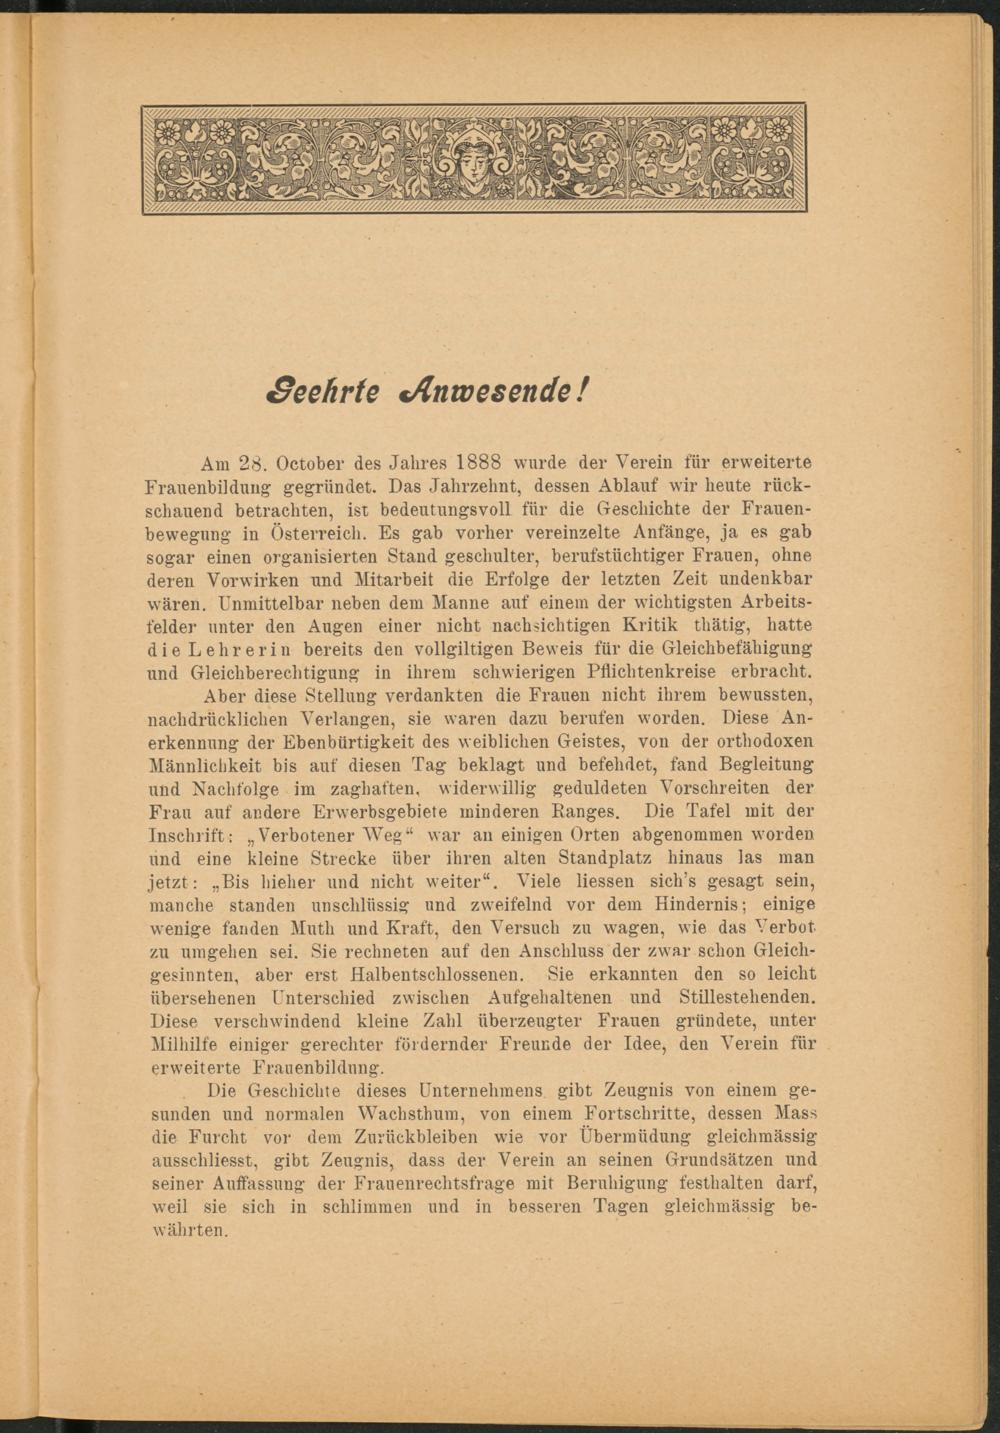 Geehrte Anwesende!
Am 28. October des Jahres 1888 wurde der Verein für erweiterte
Frauenbildung gegründet. Das Jahrzehnt, dessen Ablauf wir heute rück-
schauend betrachten, ist bedeutungsvoll für die Geschichte der Frauen-
bewegung in Österreich. Es gab vorher vereinzelte Anfänge, ja es gab
sogar einen organisierten Stand geschulter, berufstüchtiger Frauen, ohne
deren Vorwirken und Mitarbeit die Erfolge der letzten Zeit undenkbar
wären. Unmittelbar neben dem Manne auf einem der wichtigsten Arbeits-
felder unter den Augen einer nicht nachsichtigen Kritik thätig, hatte
die Lehrerin bereits den vollgiltigen Beweis für die Gleichbefähigung
und Gleichberechtigung in ihrem schwierigen Pflichtenkreise erbracht.
Aber diese Stellung verdankten die Frauen nicht ihrem bewussten,
nachdrücklichen Verlangen, sie waren dazu berufen worden. Diese An-
erkennung der Ebenbürtigkeit des weiblichen Geistes, von der orthodoxen
Männlichkeit bis auf diesen Tag beklagt und befehdet, fand Begleitung
und Nachfolge im zaghaften, widerwillig geduldeten Vorschreiten der
Frau auf andere Erwerbsgebiete minderen Ranges. Die Tafel mit der
Inschrift: „Verbotener Weg“ war an einigen Orten abgenommen worden
und eine kleine Strecke über ihren alten Standplatz hinaus las man
jetzt: „Bis hieher und nicht weiter“. Viele liessen sich's gesagt sein,
manche standen unschlüssig und zweifelnd vor dem Hindernis; einige
wenige fanden Muth und Kraft, den Versuch zu wagen, wie das Verbot
zu umgehen sei. Sie rechneten auf den Anschluss der zwar schon Gleich-
gesinnten, aber erst Halbentschlossenen. Sie erkannten den so leicht
übersehenen Unterschied zwischen Aufgehaltenen und Stillestehenden.
Diese verschwindend kleine Zahl überzeugter Frauen gründete, unter
Milhilfe einiger gerechter fördernder Freunde der Idee, den Verein für
erweiterte Frauenbildung.
Die Geschichte dieses Unternehmens gibt Zeugnis von einem ge-
sunden und normalen Wachsthum, von einem Fortschritte, dessen Mass
die Furcht vor dem Zurückbleiben wie vor Übermüdung gleichmässig
ausschliesst, gibt Zeugnis, dass der Verein an seinen Grundsätzen und
seiner Auffassung der Frauenrechtsfrage mit Beruhigung festhalten darf,
weil sie sich in schlimmen und in besseren Tagen gleichmässig be-
währten.